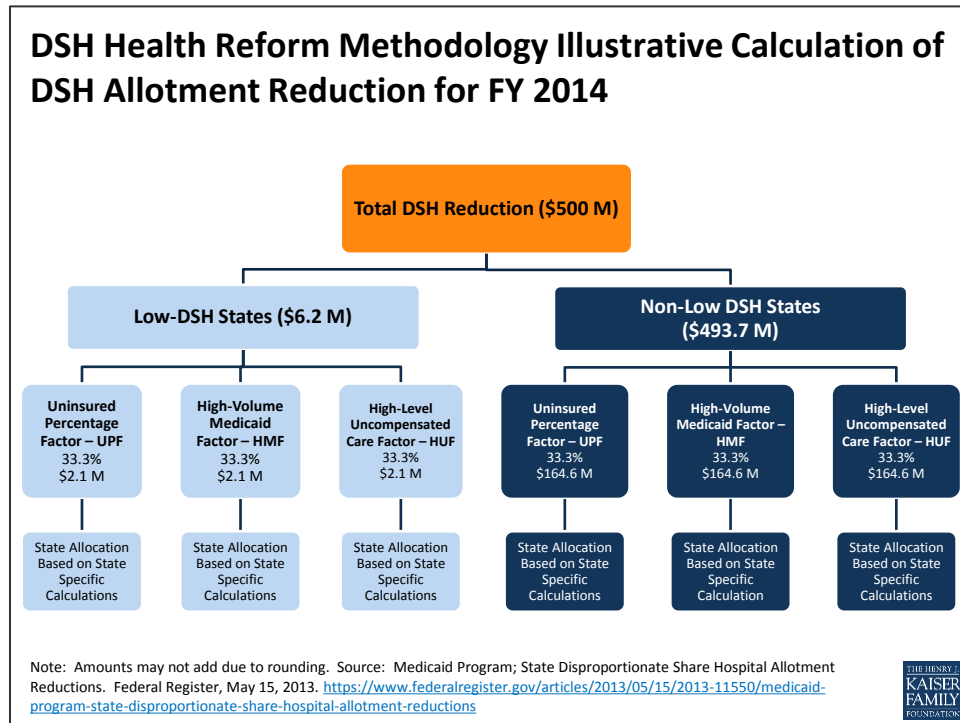 DSH Health Reform Methodology Illustrative Calculation of
DSH Allotment Reduction for FY 2014
Total DSH Reduction ($500 M)
Low-DSH States ($6.2 M)
Non-Low DSH States
($493.7 M)
Uninsured
Percentage
Factor – UPF
33.3%
$2.1 M
High-Volume
Medicaid
Factor – HMF
33.3%
$2.1 M
High-Level
Uncompensated
Care Factor – HUF
33.3%
$2.1 M
Uninsured
Percentage
Factor – UPF
33.3%
$164.6 M
High-Volume
Medicaid Factor –
HMF
33.3%
$164.6 M
High-Level
Uncompensated
Care Factor – HUF
33.3%
$164.6 M
State Allocation
Based on State
Specific
Calculations
State Allocation
Based on State
Specific
Calculations
State Allocation
Based on State
Specific
Calculations
State Allocation
Based on State
Specific
Calculations
State Allocation
Based on State
Specific
Calculation
State Allocation
Based on State
Specific
Calculations
Note: Amounts may not add due to rounding. Source: Medicaid Program; State Disproportionate Share Hospital Allotment
Reductions. Federal Register, May 15, 2013. https://www.federalregister.gov/articles/2013/05/15/2013-11550/medicaid-
program-state-disproportionate-share-hospital-allotment-reductions
THE HENRY J.
KAISER
FAMILY
FOUNDATION